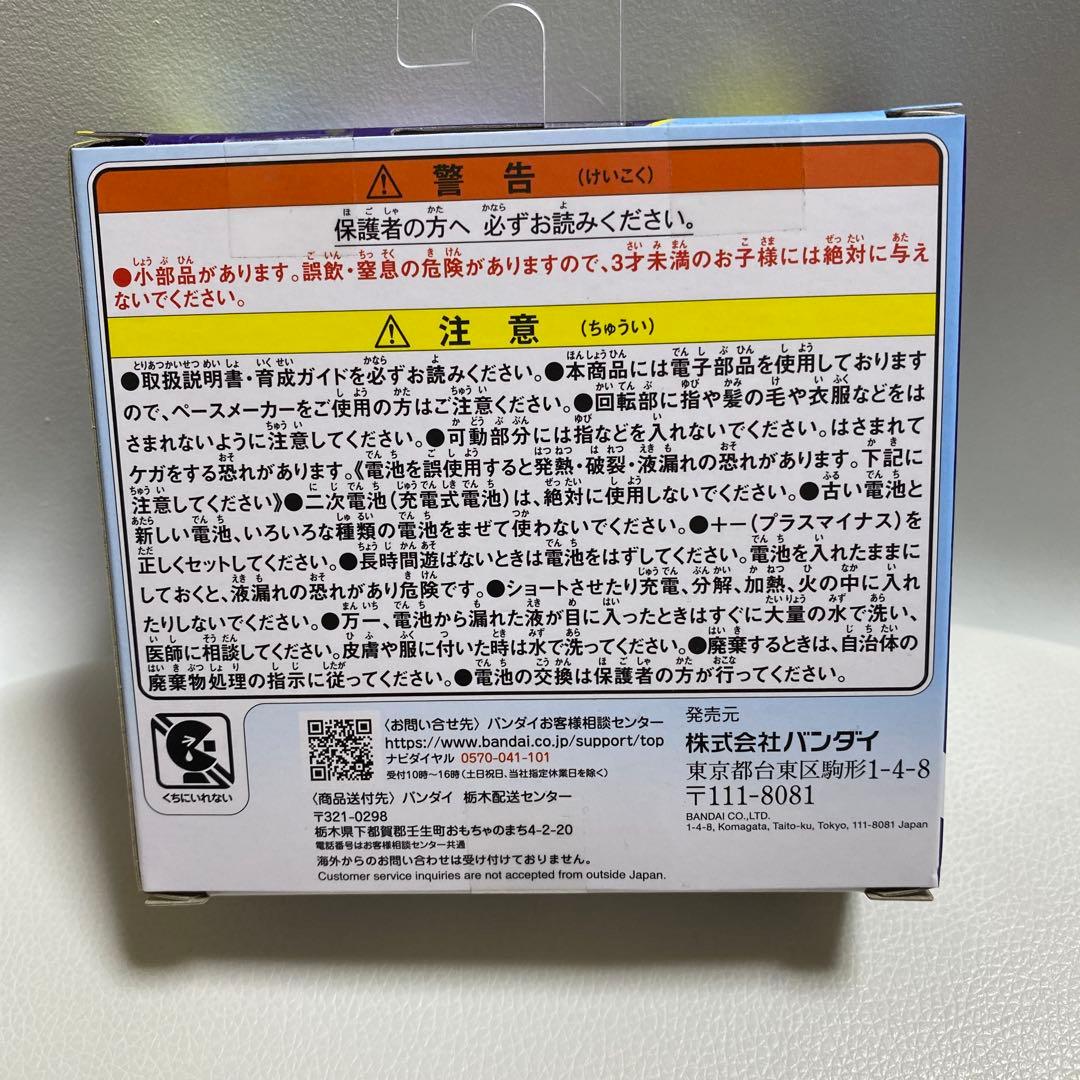 警告 (けいこく)
保護者の方へ 必ずお読みください。
●小部品があります。誤飲・窒息の危険がありますので、3才未満のお子様には絶対に与え
ないでください。
注意 (ちゅうい)
●取扱説明書・育成ガイドを必ずお読みください。●本商品には電子部品を使用しております
ので、ペースメーカーをご使用の方はご注意ください。●回転部に指や髪の毛や衣服などをは
さまれないように注意してください。●可動部分には指などを入れないでください。はさまれて
ケガをする恐れがあります。《電池を誤使用すると発熱・破裂・液漏れの恐れがあります。下記に
注意してください》●二次電池(充電式電池)は、絶対に使用しないでください。●古い電池と
新しい電池、いろいろな種類の電池をまぜて使わないでください。●+−(プラスマイナス)を
正しくセットしてください。●長時間遊ばないときは電池をはずしてください。電池を入れたままに
しておくと、液漏れの恐れがあり危険です。●ショートさせたり充電、分解、加熱、火の中に入れ
たりしないでください。●万一、電池から漏れた液が目に入ったときはすぐに大量の水で洗い、
医師に相談してください。皮膚や服に付いた時は水で洗ってください。●廃棄するときは、自治体の
廃棄物処理の指示に従ってください。●電池の交換は保護者の方が行ってください。
くちにいれない
〈お問い合せ先〉バンダイお客様相談センター
https://www.bandai.co.jp/support/top
ナビダイヤル 0570-041-101
受付10時〜16時(土日祝日、当社指定休業日を除く)
〈商品送付先〉バンダイ 栃木配送センター
〒321-0298
栃木県下都賀郡壬生町おもちゃのまち4-2-20
電話番号はお客様相談センター共通
海外からのお問い合わせは受け付けておりません。
Customer service inquiries are not accepted from outside Japan.
発売元
株式会社バンダイ
東京都台東区駒形1-4-8
〒111-8081
BANDAI CO.,LTD.
1-4-8, Komagata, Taito-ku, Tokyo, 111-8081 Japan